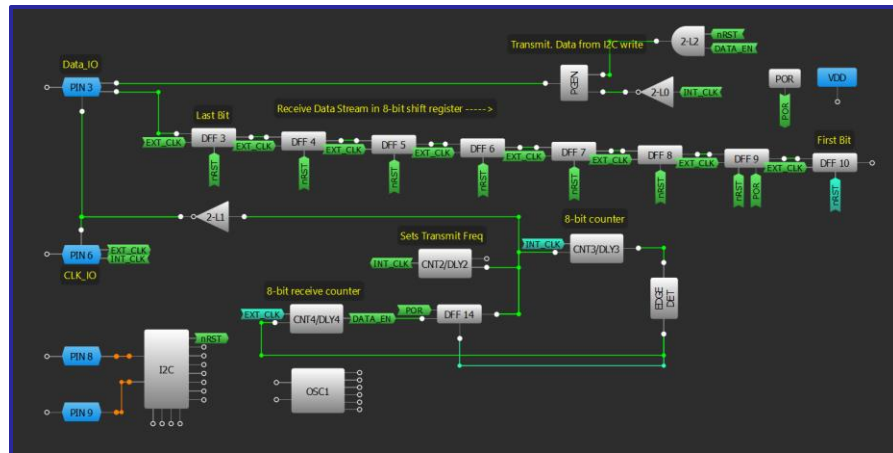 Transmit. Data from I2C write
2-L2
nRST
DATA_EN
Data_IO
PIN 3
PGEN
2-L0
INT_CLK
POR
POR
VDD
Receive Data Stream in 8-bit shift register ----->
Last Bit
First Bit
EXT_CLK
DFF 3
EXT_CLK
DFF 4
EXT_CLK
DFF 5
EXT_CLK
DFF 6
EXT_CLK
DFF 7
EXT_CLK
DFF 8
EXT_CLK
DFF 9
EXT_CLK
DFF 10
nRST
nRST
nRST
nRST
nRST
nRST
nRST
POR
nRST
2-L1
8-bit counter
Sets Transmit Freq
INT_CLK
CNT3/DLY3
PIN 6
EXT_CLK
INT_CLK
CLK_IO
INT_CLK
CNT2/DLY2
8-bit receive counter
EDGE
DET
EXT_CLK
CNT4/DLY4
DATA_EN
POR
DFF 14
nRST
PIN 8
I2C
OSC1
PIN 9